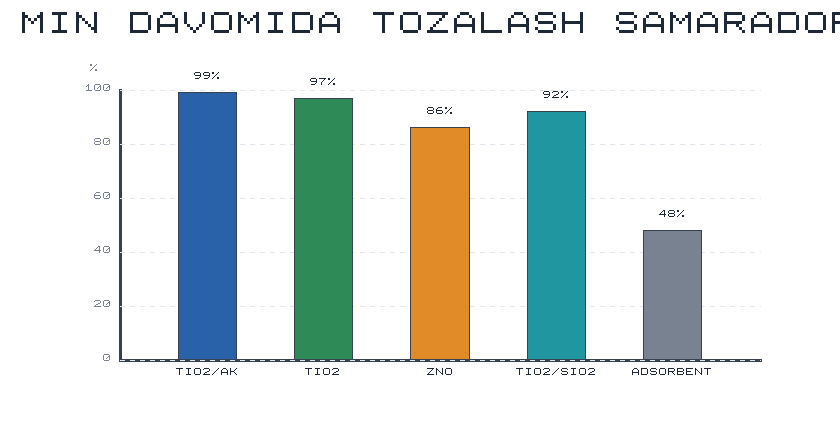 MIN DAVOMIDA TOZALASH
%
100
80
60
40
20
0
99%
97%
86%
92%
48%
TIO2/AK
TIO2
ZNO
TIO2/SIO2
ADSORBENT